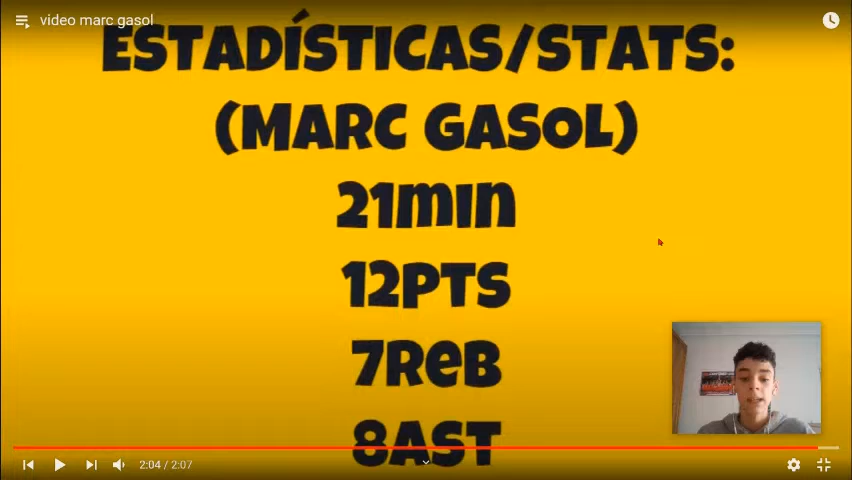 video marc gasol
ESTADÍSTICAS/STATS:
(MARC GASOL)
21min
12PTS
7ReB
8AST
2:04 / 2:07